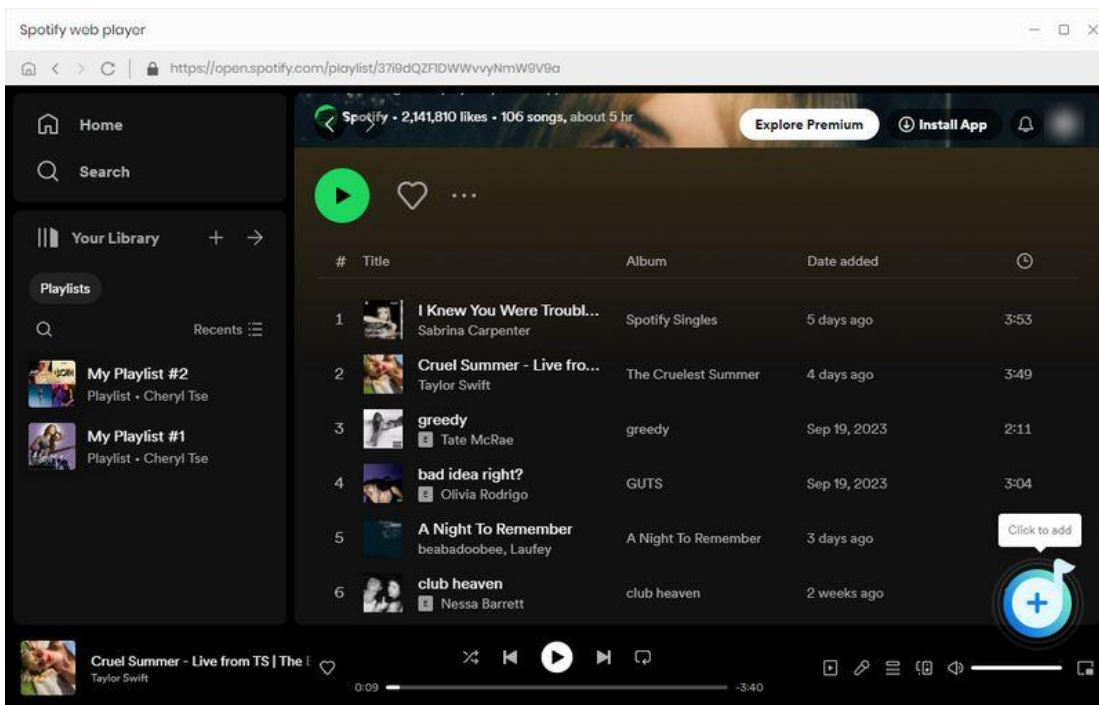 Spotify web player
https://open.spotify.com/playlist/37i9dQZF1DWWvvyNmW9V9a
Home
Search
Your Library
Playlists
Recents
My Playlist #2
Playlist • Cheryl Tse
My Playlist #1
Playlist • Cheryl Tse
Spotify • 2,141,810 likes • 106 songs, about 5 hr
Explore Premium
Install App
# Title Album Date added
1 I Knew You Were Troubl... Spotify Singles 5 days ago 3:53
Sabrina Carpenter
2 Cruel Summer - Live fro... The Cruelest Summer 4 days ago 3:49
Taylor Swift
3 greedy greedy Sep 19, 2023 2:11
E Tate McRae
4 bad idea right? GUTS Sep 19, 2023 3:04
E Olivia Rodrigo
5 A Night To Remember A Night To Remember 3 days ago
beabadoobee, Laufey
6 club heaven club heaven 2 weeks ago
E Nessa Barrett
Click to add
Cruel Summer - Live from TS | The
Taylor Swift
0:09
-3:40